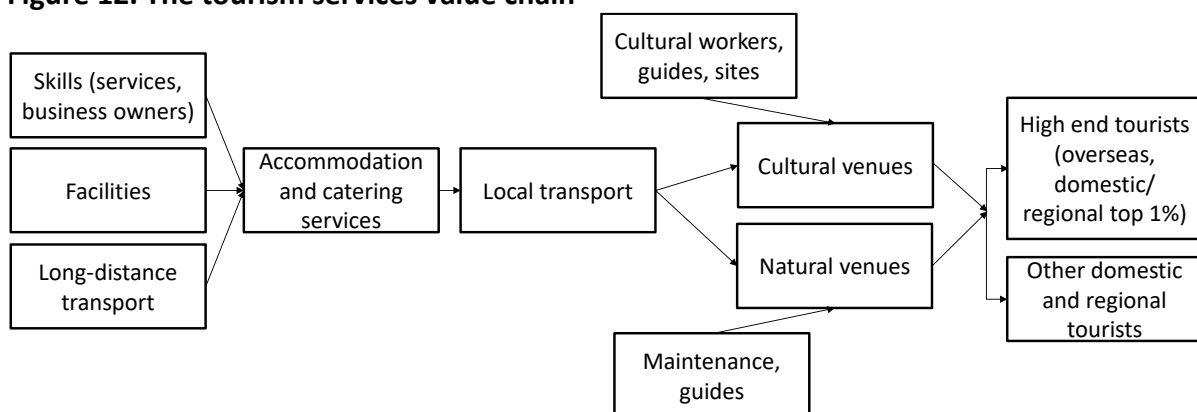 Figure 12: The tourism services value chain
Cultural workers,
guides, sites
Skills (services,
business owners)
Facilities
Long-distance
transport
Accommodation
and catering
services
Local transport
Cultural venues
Natural venues
Maintenance,
guides
High end tourists
(overseas,
domestic/
regional top 1%)
Other domestic
and regional
tourists